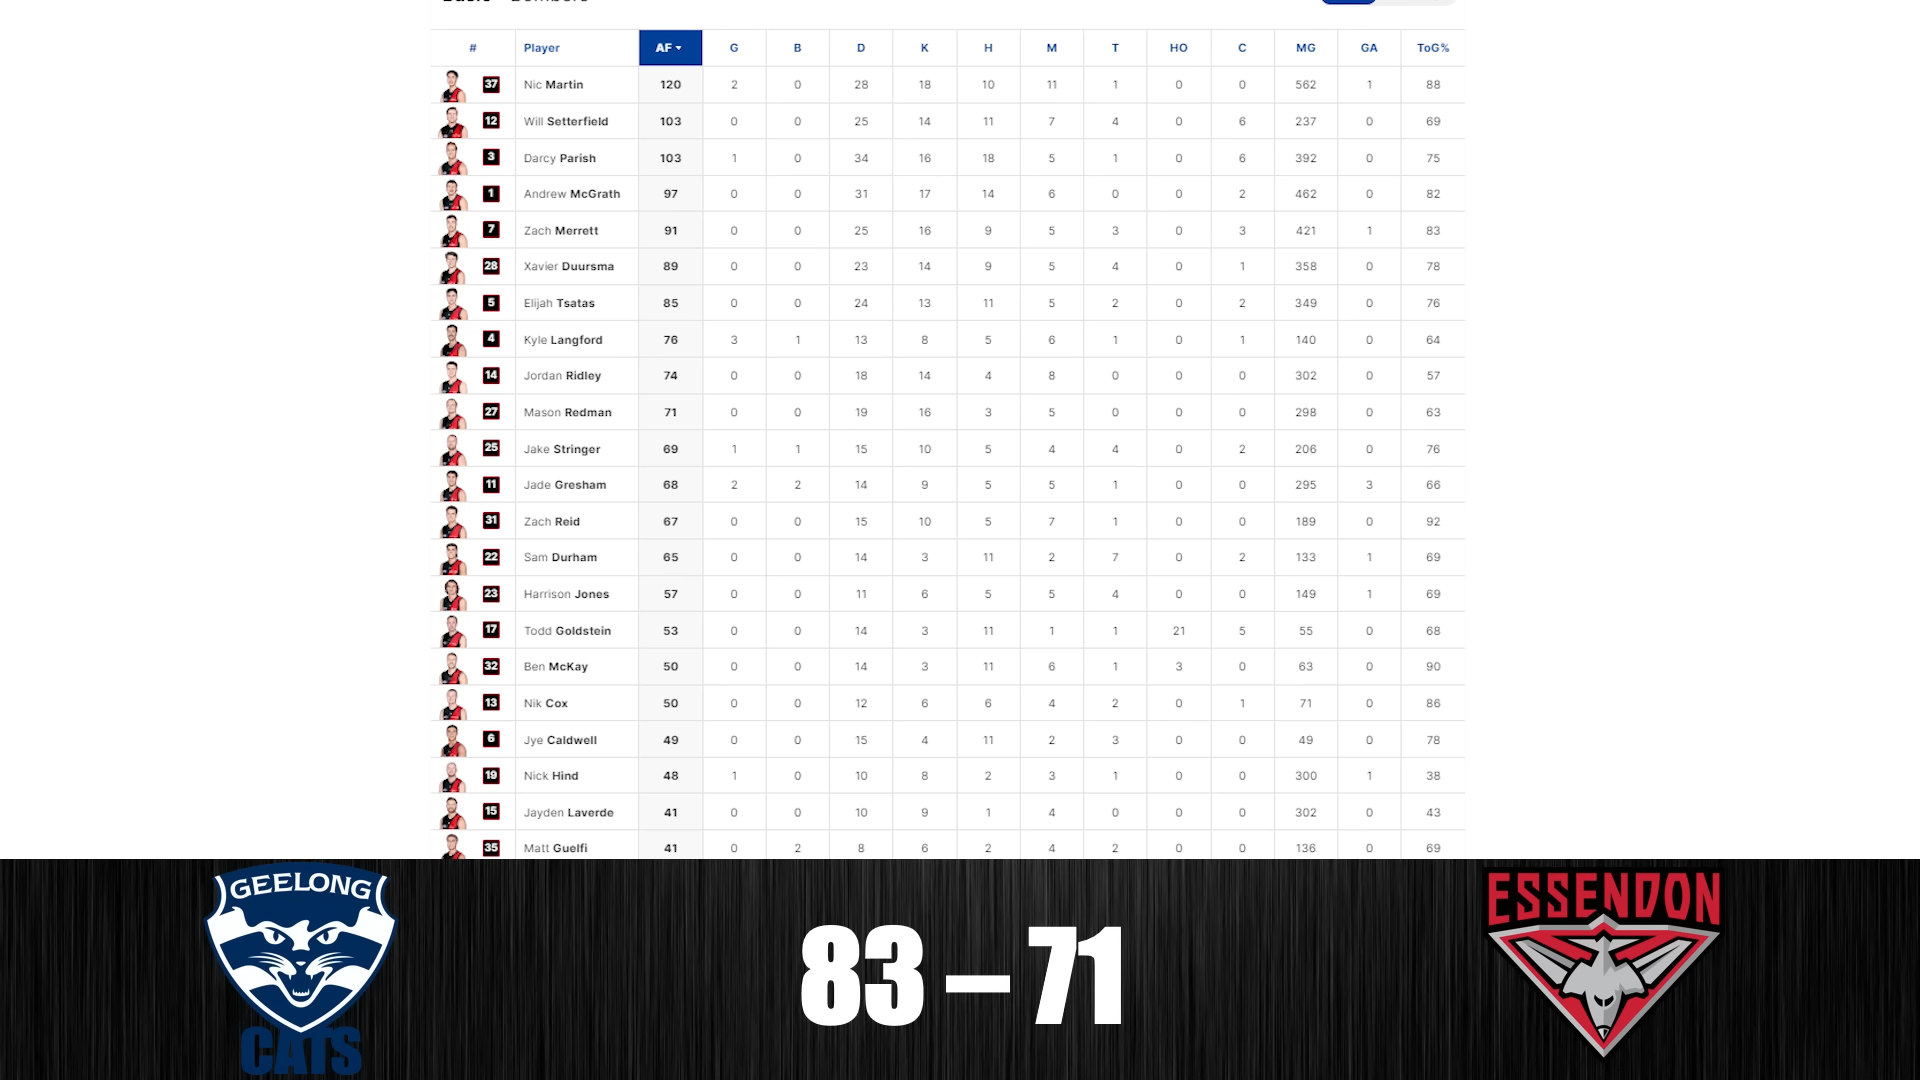 # Player AF G B D K H M T HO C MG GA ToG%
37 Nic Martin 120 2 0 28 18 10 11 1 0 0 562 1 88
12 Will Setterfield 103 0 0 25 14 11 7 4 0 6 237 0 69
3 Darcy Parish 103 1 0 34 16 18 5 1 0 6 392 0 75
1 Andrew McGrath 97 0 0 31 17 14 6 0 0 2 462 0 82
7 Zach Merrett 91 0 0 25 16 9 5 3 0 3 421 1 83
28 Xavier Duursma 89 0 0 23 14 9 5 4 0 1 358 0 78
5 Elijah Tsatas 85 0 0 24 13 11 5 2 0 2 349 0 76
4 Kyle Langford 76 3 1 13 8 5 6 1 0 1 140 0 64
14 Jordan Ridley 74 0 0 18 14 4 8 0 0 0 302 0 57
27 Mason Redman 71 0 0 19 16 3 5 0 0 0 298 0 63
25 Jake Stringer 69 1 1 15 10 5 4 4 0 2 206 0 76
11 Jade Gresham 68 2 2 14 9 5 5 1 0 0 295 3 66
31 Zach Reid 67 0 0 15 10 5 7 1 0 0 189 0 92
22 Sam Durham 65 0 0 14 3 11 2 7 0 2 133 1 69
23 Harrison Jones 57 0 0 11 6 5 5 4 0 0 149 1 69
17 Todd Goldstein 53 0 0 14 3 11 1 1 21 5 55 0 68
32 Ben McKay 50 0 0 14 3 11 6 1 3 0 63 0 90
13 Nik Cox 50 0 0 12 6 6 4 2 0 1 71 0 86
6 Jye Caldwell 49 0 0 15 4 11 2 3 0 0 49 0 78
19 Nick Hind 48 1 0 10 8 2 3 1 0 0 300 1 38
15 Jayden Laverde 41 0 0 10 9 1 4 0 0 0 302 0 43
35 Matt Guelfi 41 0 2 8 6 2 4 2 0 0 136 0 69
GEELONG
CATS
83 – 71
ESSENDON